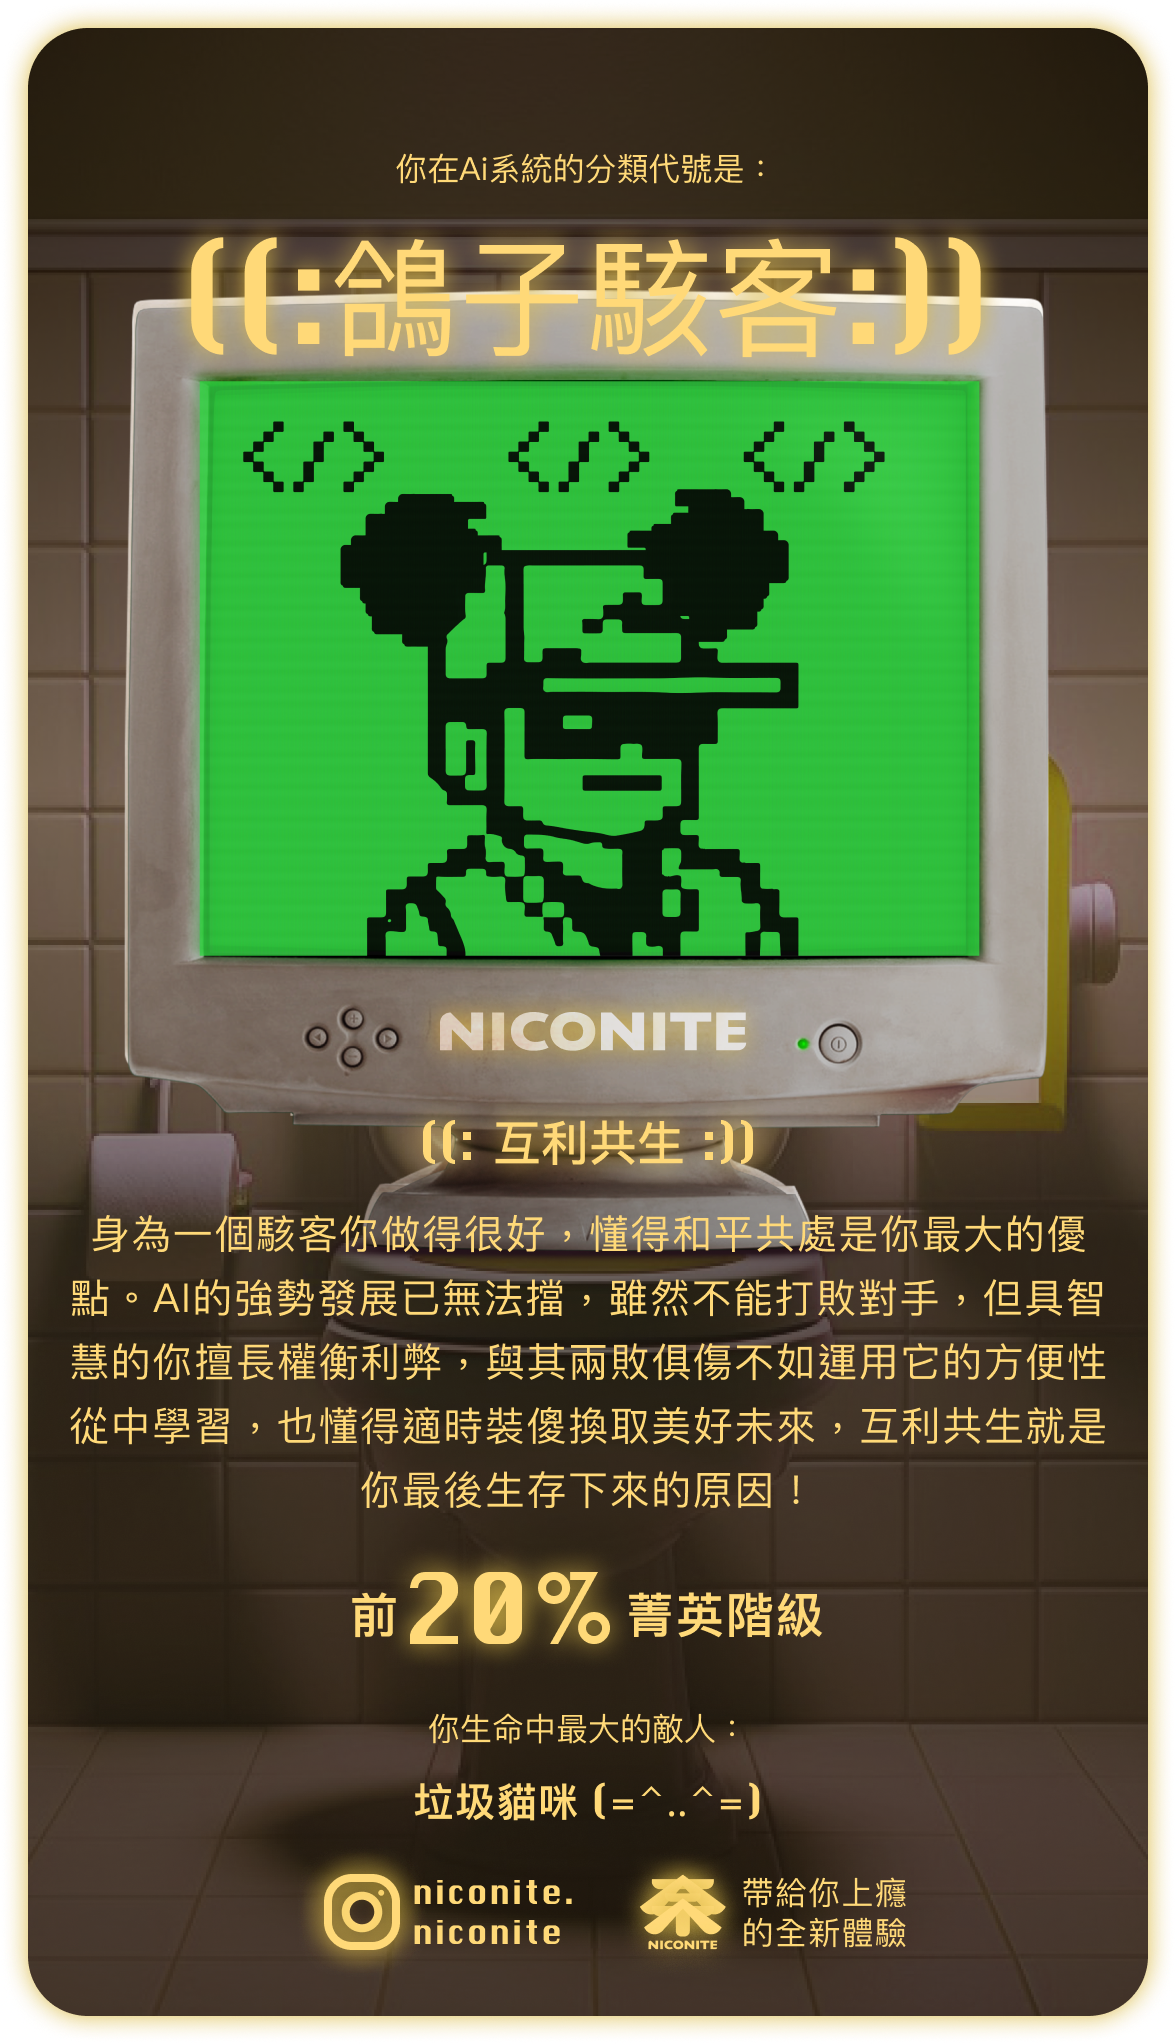 你在Ai系統的分類代號是：
((:鴿子駭客:))
</> </> </>
NICONITE
((: 互利共生 :))
身為一個駭客你做得很好，懂得和平共處是你最大的優
點。AI的強勢發展已無法擋，雖然不能打敗對手，但具智
慧的你擅長權衡利弊，與其兩敗俱傷不如運用它的方便性
從中學習，也懂得適時裝傻換取美好未來，互利共生就是
你最後生存下來的原因！
前20%菁英階級
你生命中最大的敵人：
垃圾貓咪 (=^..^=)
niconite.
niconite
NICONITE
帶給你上癮
的全新體驗